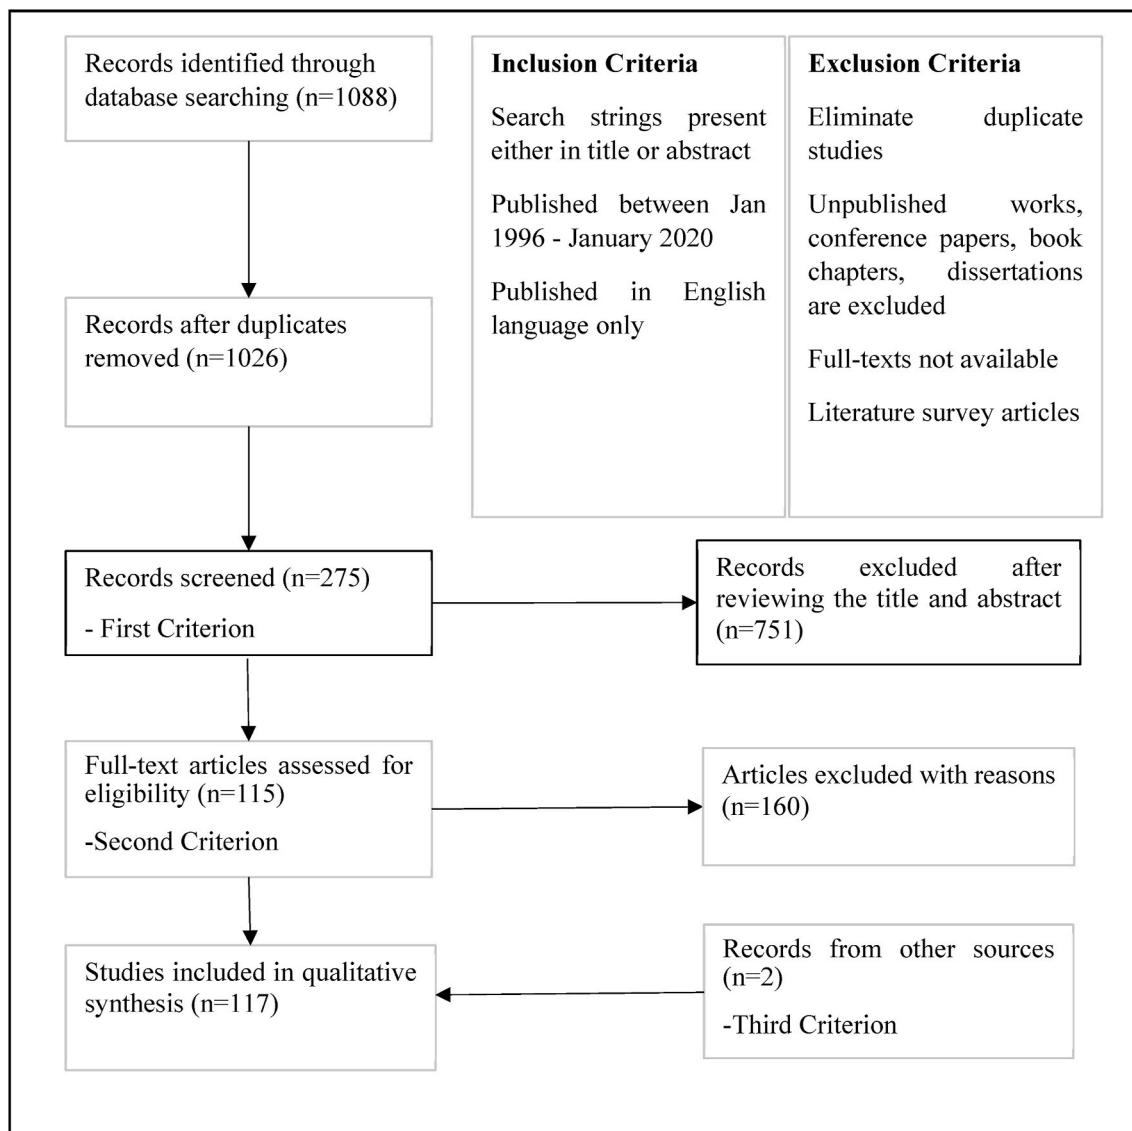 Records identified through
database searching (n=1088)
Inclusion Criteria
Search strings present
either in title or abstract
Published between Jan
1996 - January 2020
Published in English
language only
Exclusion Criteria
Eliminate duplicate
studies
Unpublished works,
conference papers, book
chapters, dissertations
are excluded
Full-texts not available
Literature survey articles
Records after duplicates
removed (n=1026)
Records screened (n=275)
- First Criterion
Records excluded after
reviewing the title and abstract
(n=751)
Full-text articles assessed for
eligibility (n=115)
-Second Criterion
Articles excluded with reasons
(n=160)
Studies included in qualitative
synthesis (n=117)
Records from other sources
(n=2)
-Third Criterion